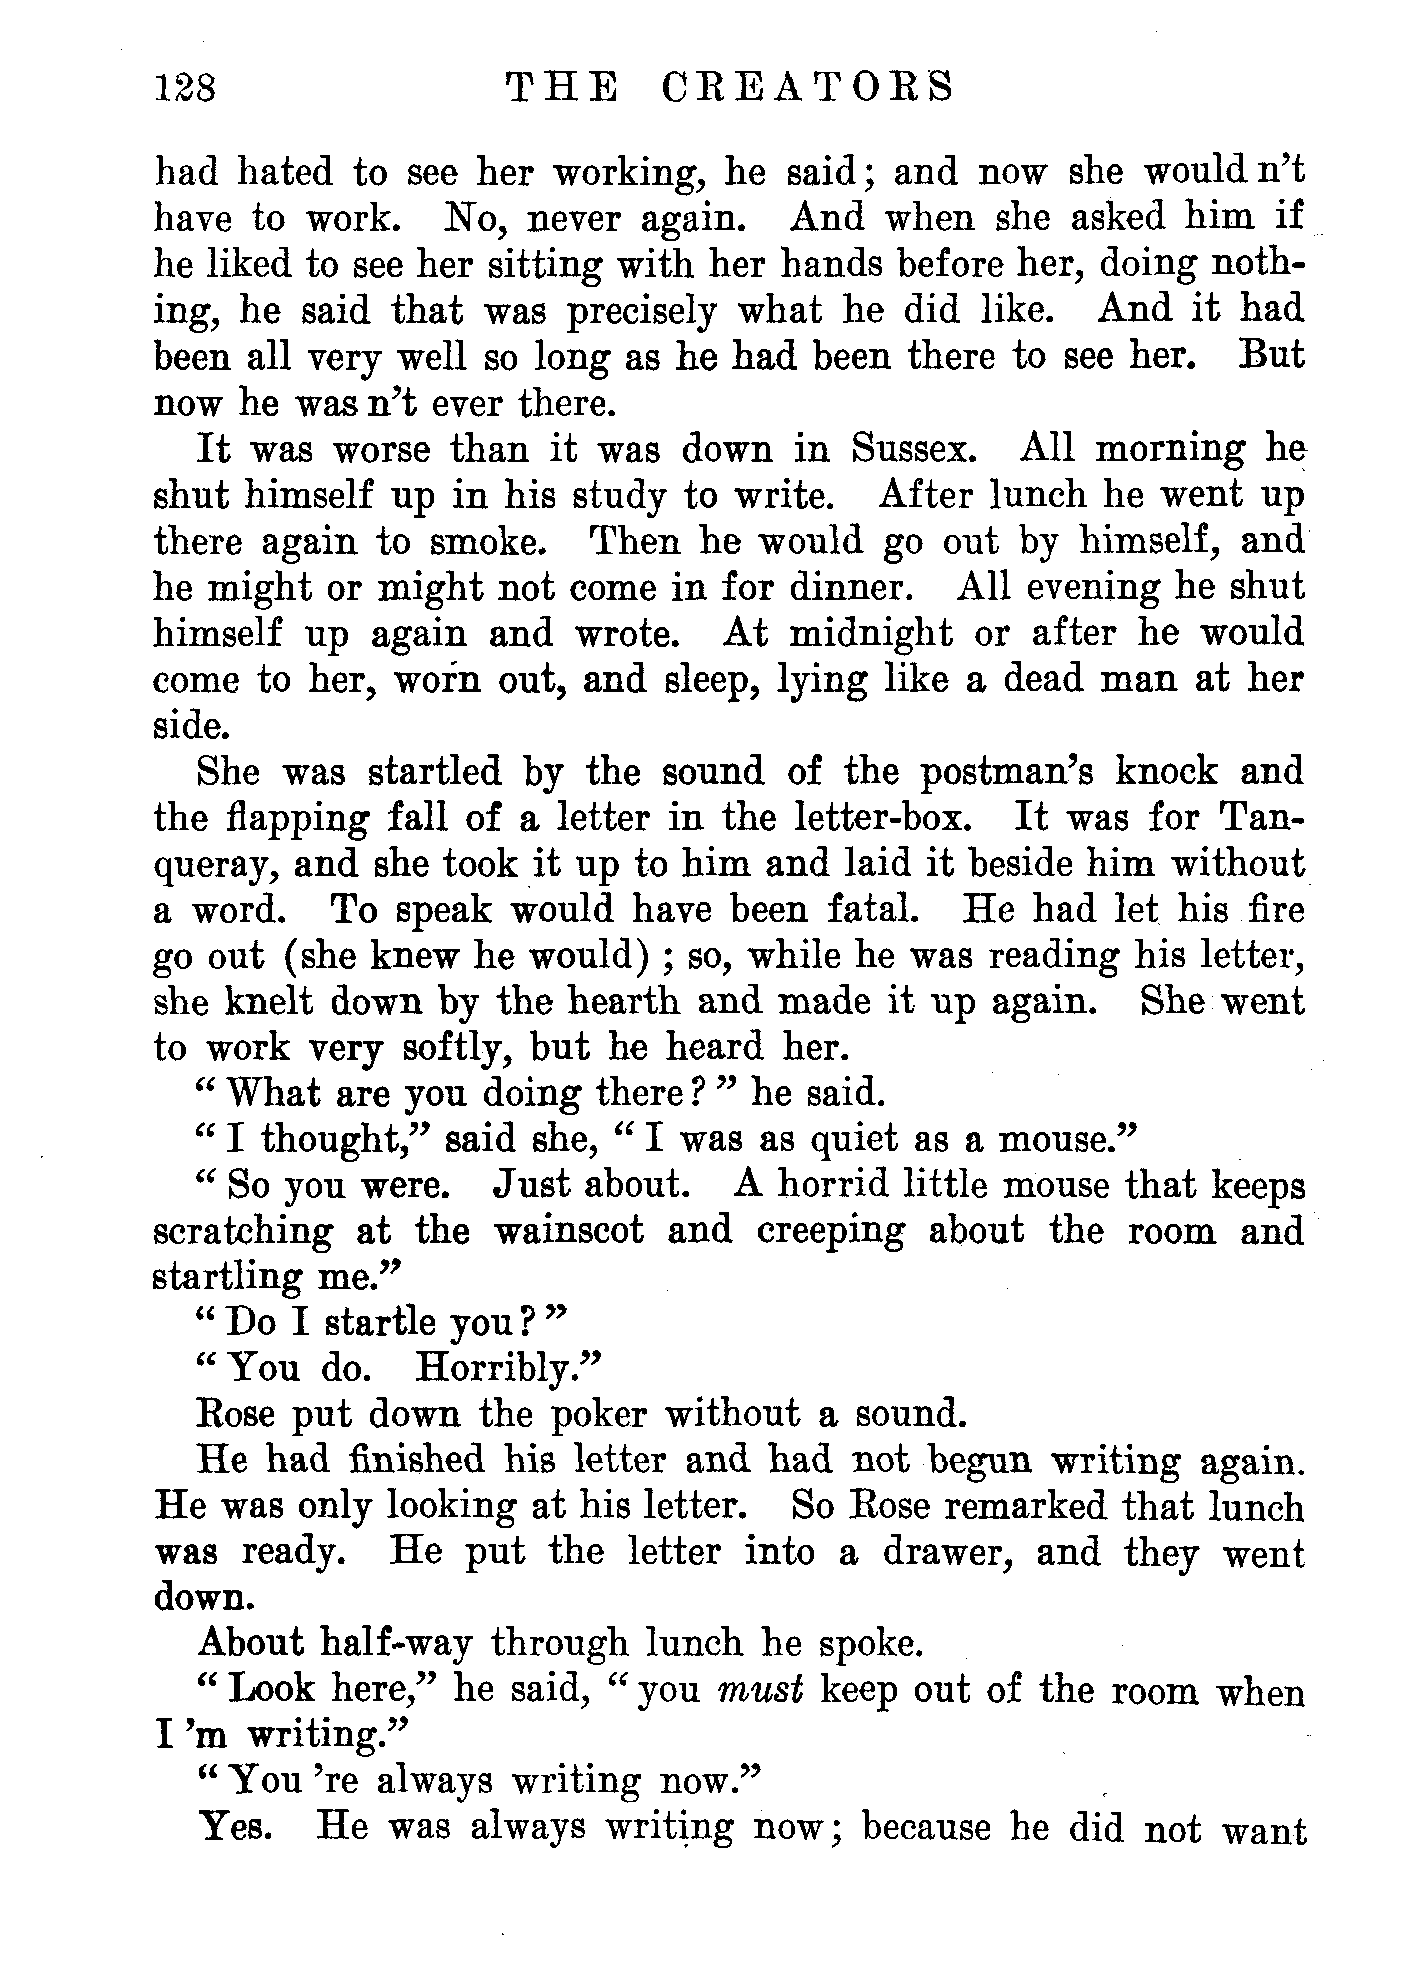 128 THE CREATORS
had hated to see her working, he said; and now she would n't
have to work. No, never again. And when she asked him if
he liked to see her sitting with her hands before her, doing noth-
ing, he said that was precisely what he did like. And it had
been all very well so long as he had been there to see her. But
now he was n't ever there.
It was worse than it was down in Sussex. All morning he
shut himself up in his study to write. After lunch he went up
there again to smoke. Then he would go out by himself, and
he might or might not come in for dinner. All evening he shut
himself up again and wrote. At midnight or after he would
come to her, worn out, and sleep, lying like a dead man at her
side.
She was startled by the sound of the postman's knock and
the flapping fall of a letter in the letter-box. It was for Tan-
queray, and she took it up to him and laid it beside him without
a word. To speak would have been fatal. He had let his fire
go out (she knew he would) ; so, while he was reading his letter,
she knelt down by the hearth and made it up again. She went
to work very softly, but he heard her.
“ What are you doing there? ” he said.
“ I thought,” said she, “ I was as quiet as a mouse.”
“ So you were. Just about. A horrid little mouse that keeps
scratching at the wainscot and creeping about the room and
startling me.”
“ Do I startle you? ”
“ You do. Horribly.”
Rose put down the poker without a sound.
He had finished his letter and had not begun writing again.
He was only looking at his letter. So Rose remarked that lunch
was ready. He put the letter into a drawer, and they went
down.
About half-way through lunch he spoke.
“ Look here,” he said, “ you must keep out of the room when
I 'm writing.”
“ You 're always writing now.”
Yes. He was always writing now; because he did not want